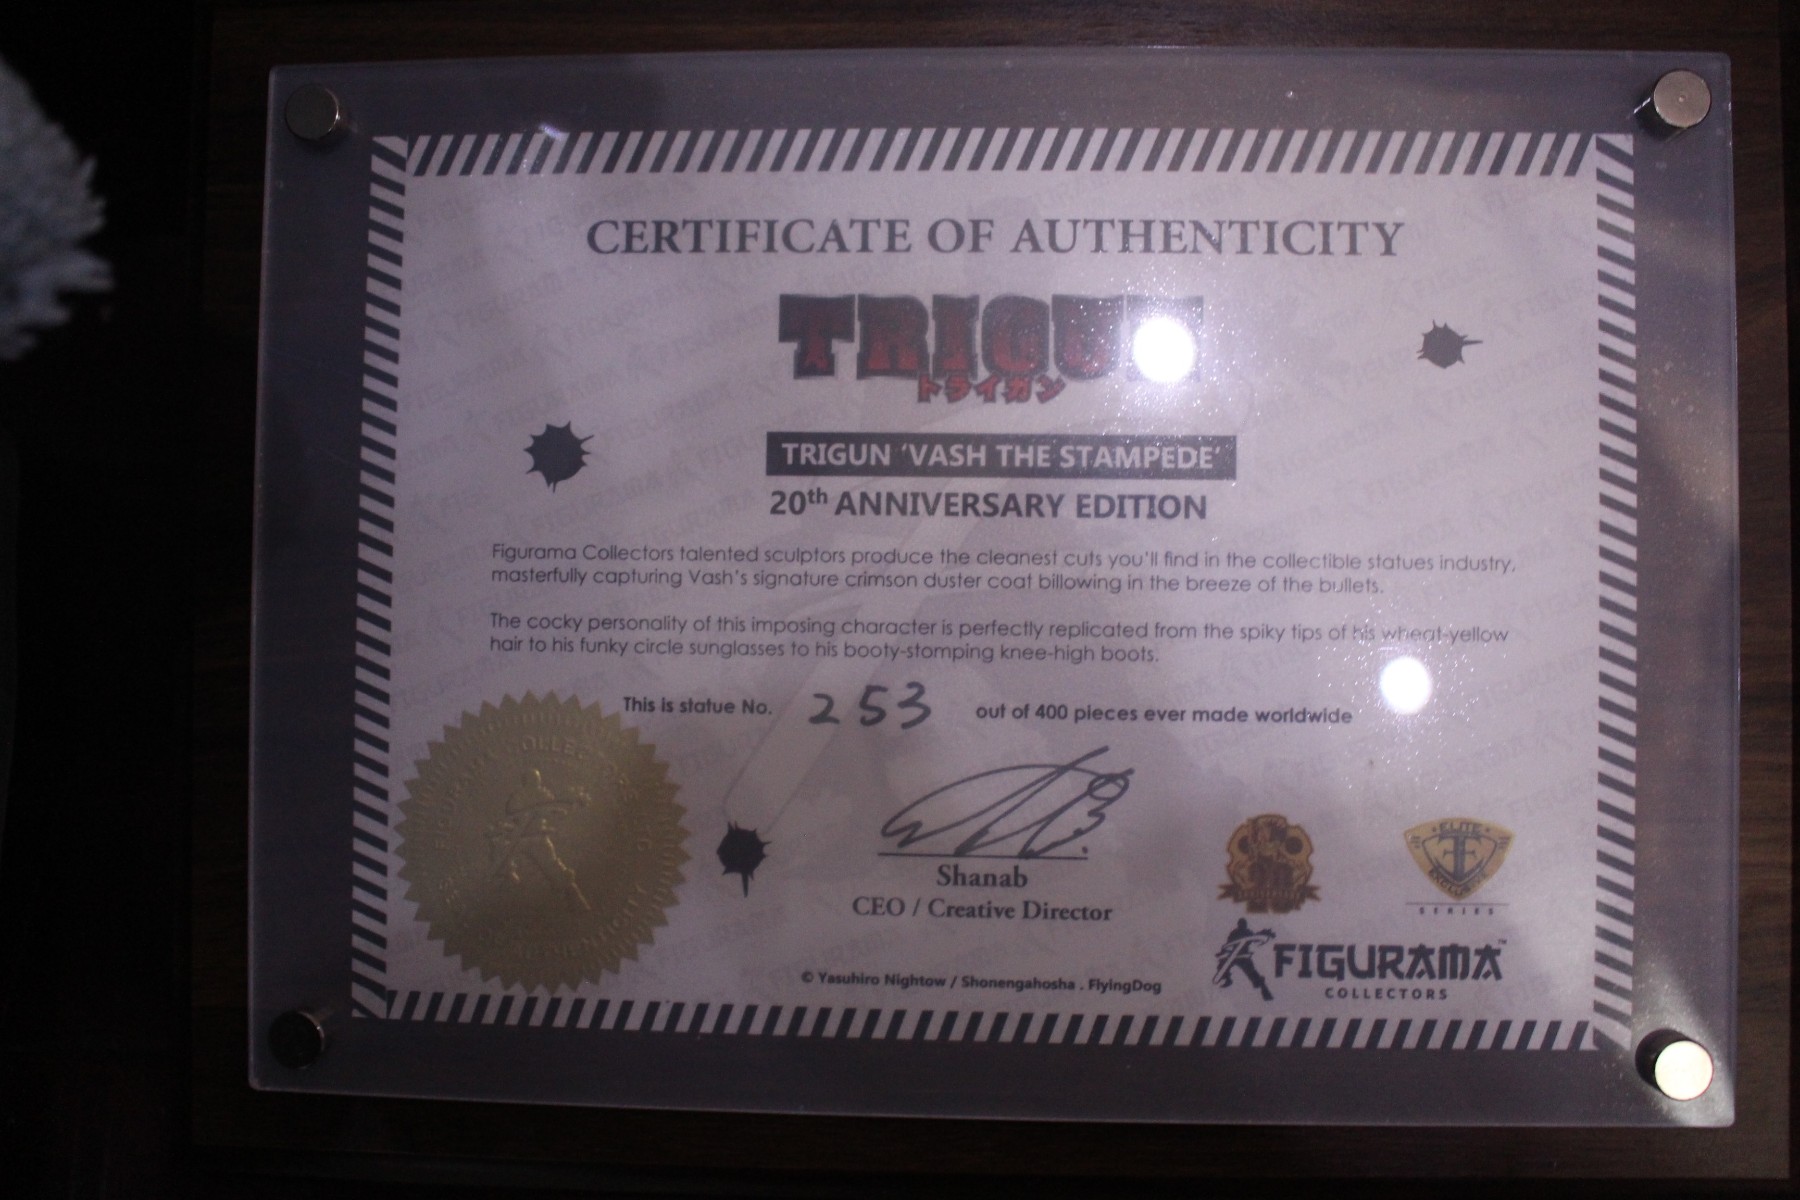 CERTIFICATE OF AUTHENTICITY
TRIGUN
トライガン
TRIGUN 'VASH THE STAMPEDE'
20th ANNIVERSARY EDITION
Figurama Collectors talented sculptors produce the cleanest cuts you'll find in the collectible statues industry,
masterfully capturing Vash's signature crimson duster coat billowing in the breeze of the bullets.
The cocky personality of this imposing character is perfectly replicated from the spiky tips of his wheat-yellow
hair to his funky circle sunglasses to his booty-stomping knee-high boots.
This is statue No. 253 out of 400 pieces ever made worldwide
Shanab
CEO / Creative Director
ELITE
EXCLUSIVE
SERIES
FIGURAMA™
COLLECTORS
© Yasuhiro Nightow / Shonengahosha . FlyingDog